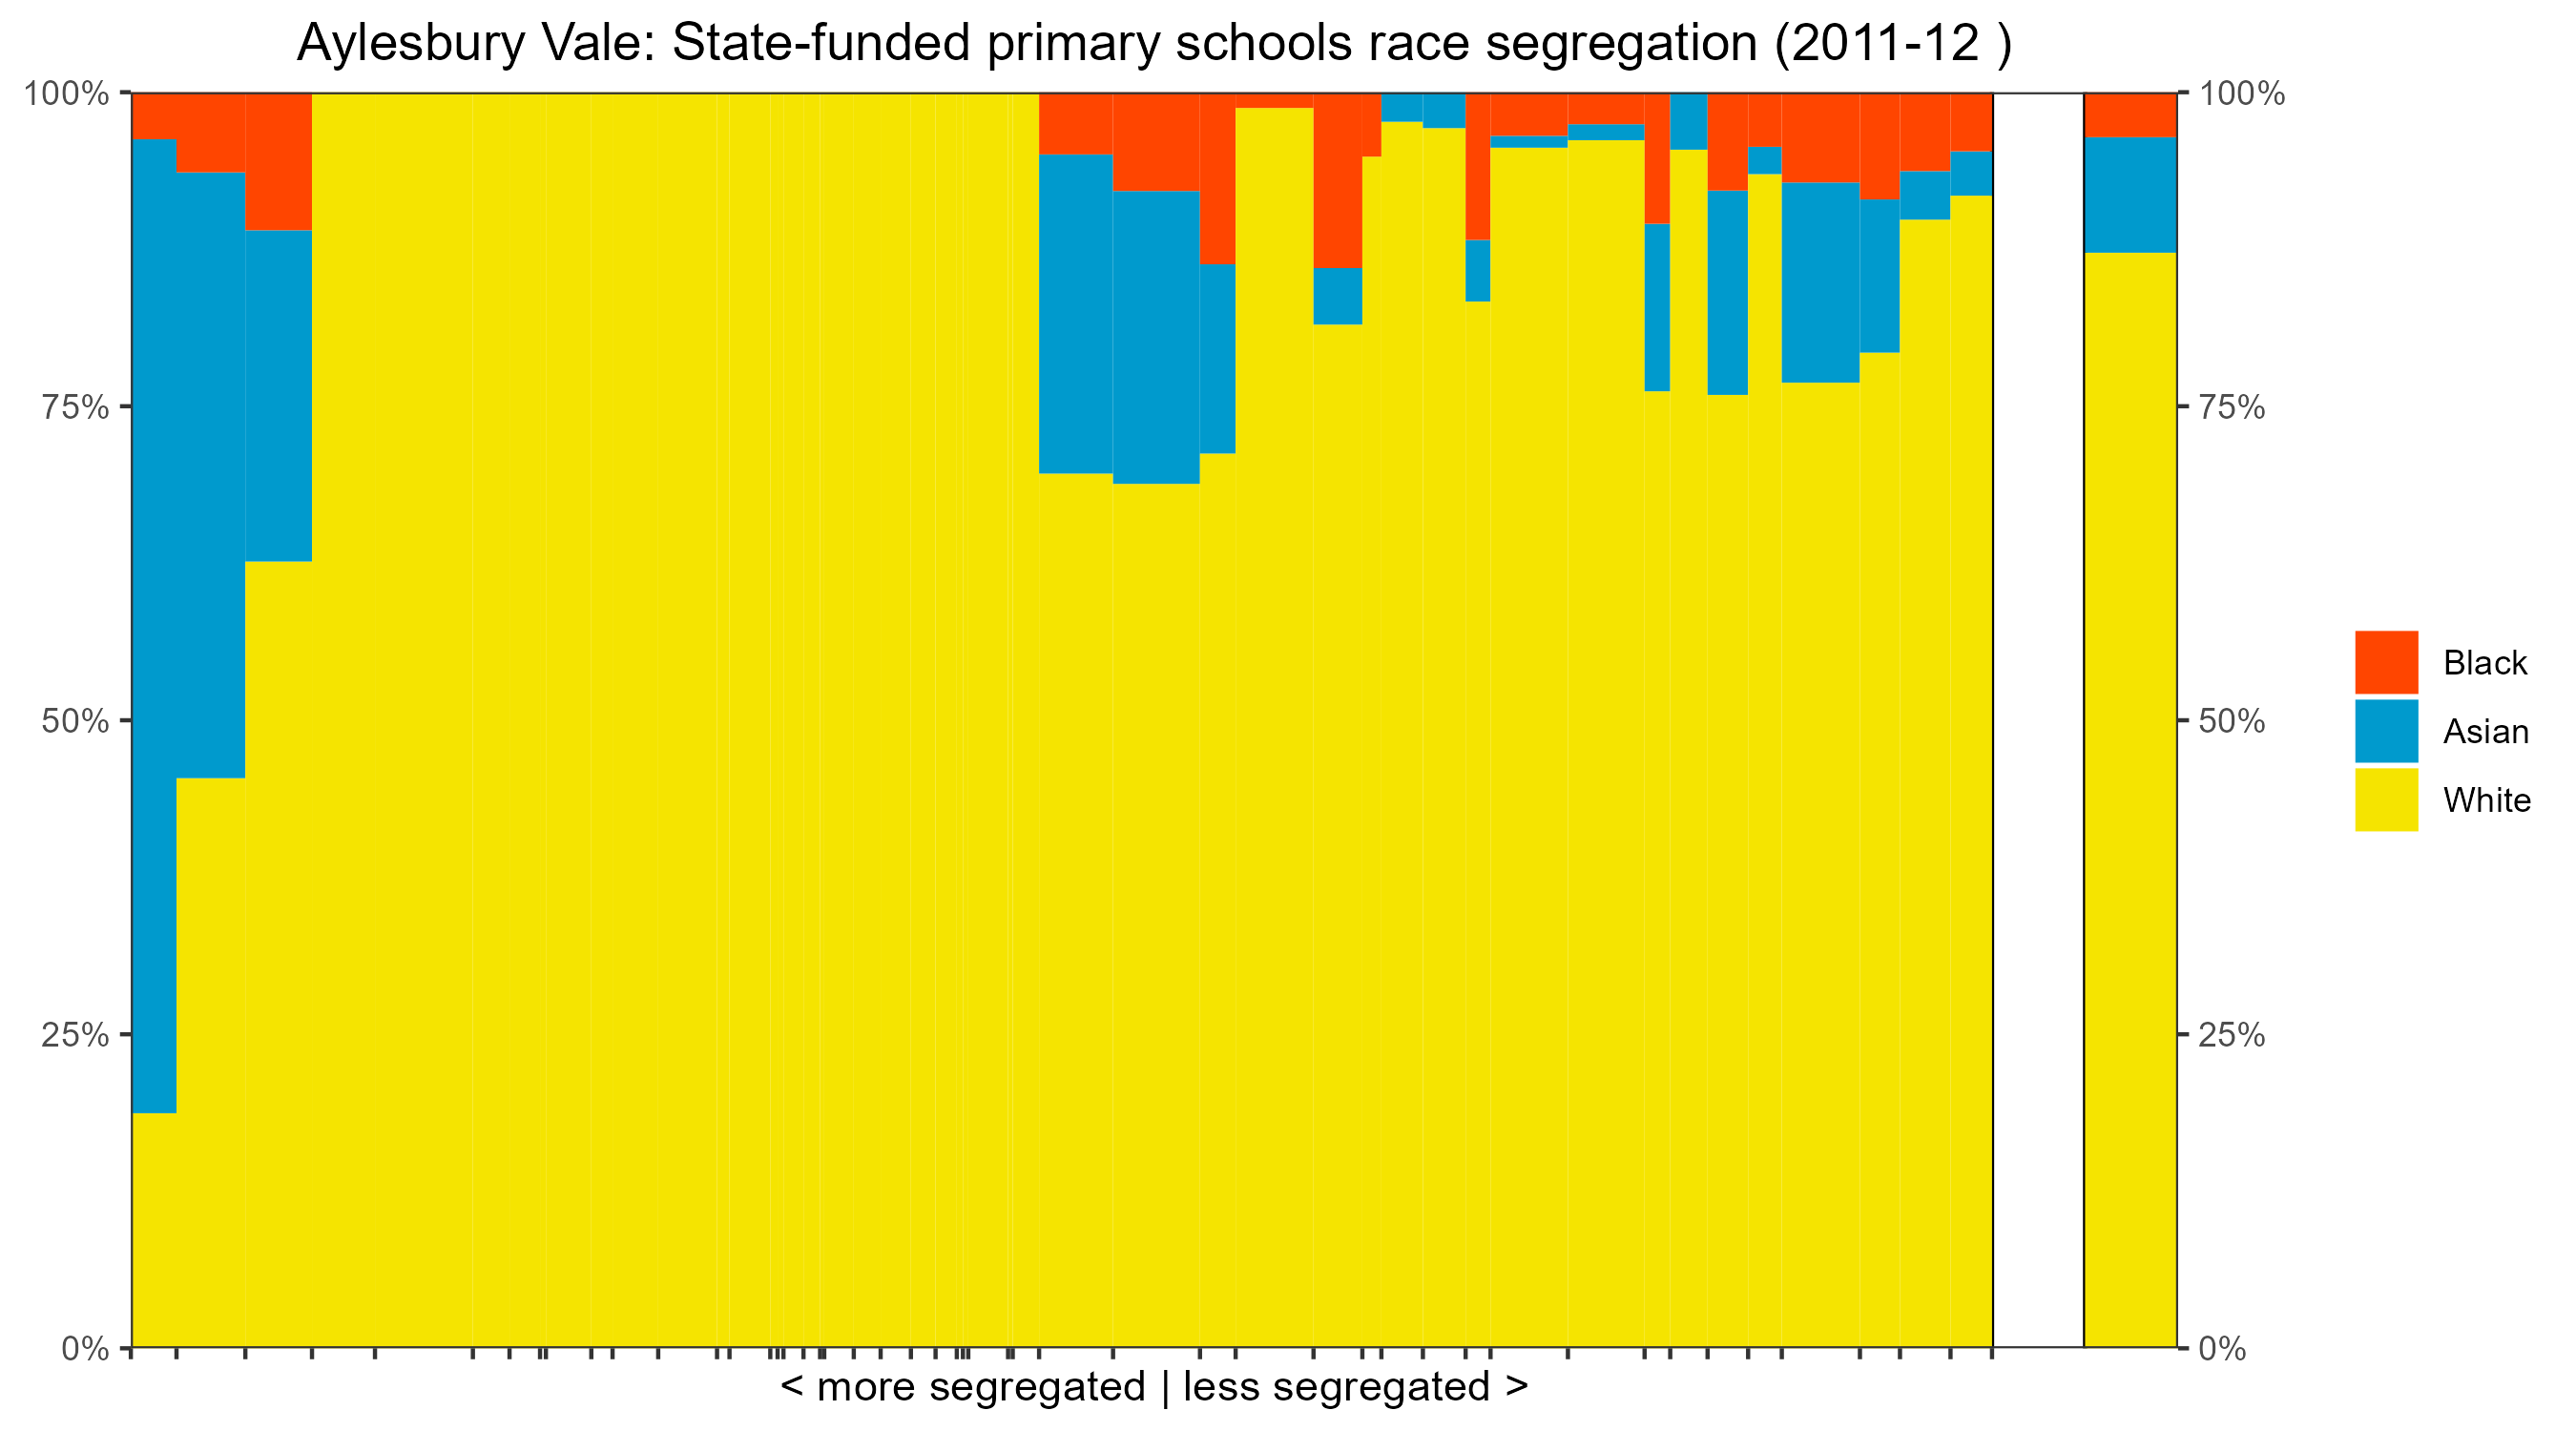 Aylesbury Vale: State-funded primary schools race segregation (2011-12 )
100%
75%
50%
25%
0%
100%
75%
50%
25%
0%
Black
Asian
White
< more segregated | less segregated >